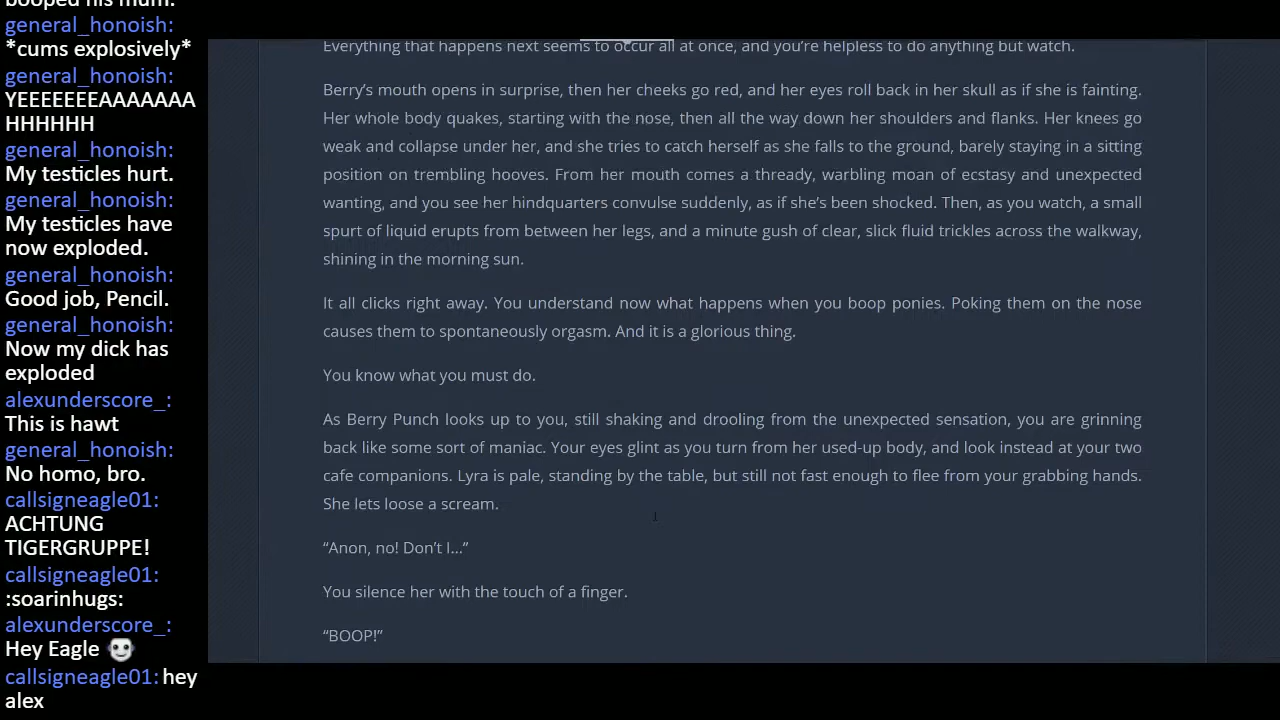 booped his mum.
general_honoish:
*cums explosively*
general_honoish:
YEEEEEEEAAAAAAA
HHHHHH
general_honoish:
My testicles hurt.
general_honoish:
My testicles have
now exploded.
general_honoish:
Good job, Pencil.
general_honoish:
Now my dick has
exploded
alexunderscore_:
This is hawt
general_honoish:
No homo, bro.
callsigneagle01:
ACHTUNG
TIGERGRUPPE!
callsigneagle01:
:soarinhugs:
alexunderscore_:
Hey Eagle
callsigneagle01: hey
alex
Everything that happens next seems to occur all at once, and you’re helpless to do anything but watch.
Berry’s mouth opens in surprise, then her cheeks go red, and her eyes roll back in her skull as if she is fainting.
Her whole body quakes, starting with the nose, then all the way down her shoulders and flanks. Her knees go
weak and collapse under her, and she tries to catch herself as she falls to the ground, barely staying in a sitting
position on trembling hooves. From her mouth comes a thready, warbling moan of ecstasy and unexpected
wanting, and you see her hindquarters convulse suddenly, as if she’s been shocked. Then, as you watch, a small
spurt of liquid erupts from between her legs, and a minute gush of clear, slick fluid trickles across the walkway,
shining in the morning sun.
It all clicks right away. You understand now what happens when you boop ponies. Poking them on the nose
causes them to spontaneously orgasm. And it is a glorious thing.
You know what you must do.
As Berry Punch looks up to you, still shaking and drooling from the unexpected sensation, you are grinning
back like some sort of maniac. Your eyes glint as you turn from her used-up body, and look instead at your two
cafe companions. Lyra is pale, standing by the table, but still not fast enough to flee from your grabbing hands.
She lets loose a scream.
“Anon, no! Don’t I…”
You silence her with the touch of a finger.
“BOOP!”